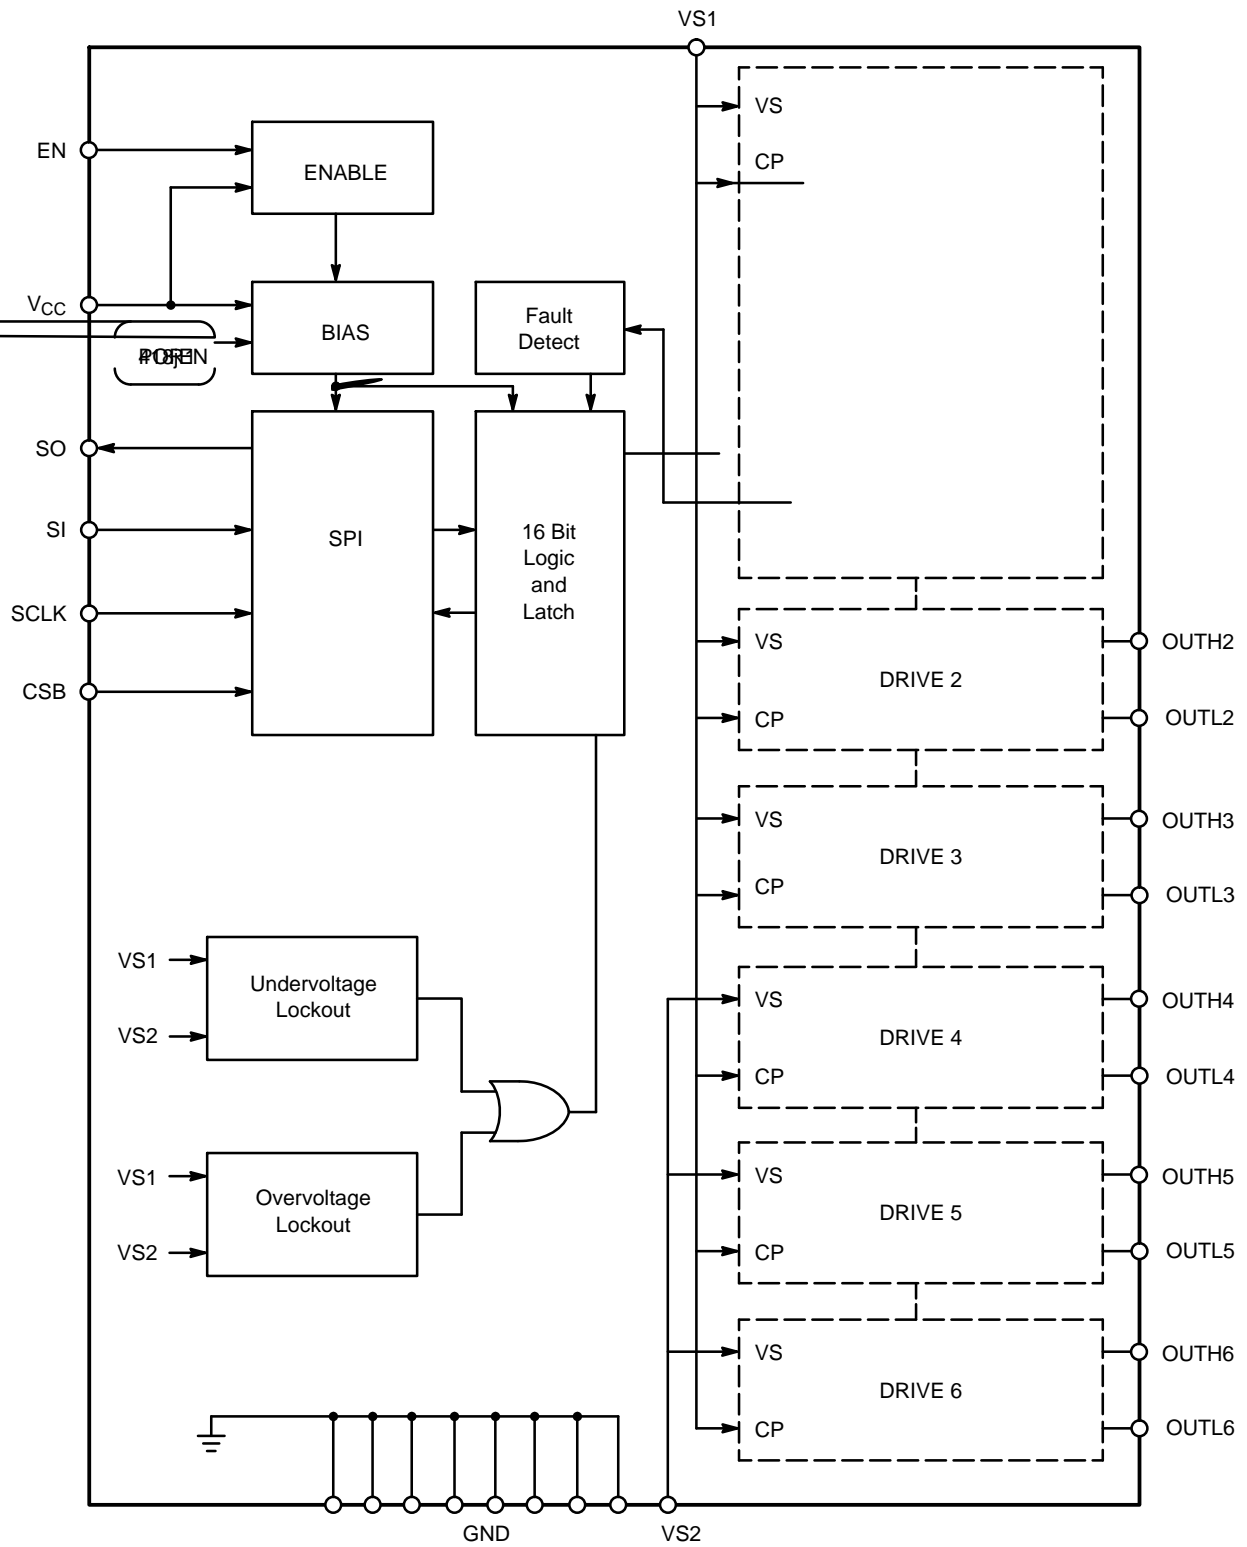 VS1
VS
EN
CP
ENABLE
VCC
BIAS
Fault
Detect
SO
SI
SPI
16 Bit
Logic
and
Latch
SCLK
CSB
VS
DRIVE 2
CP
OUTH2
OUTL2
VS
DRIVE 3
CP
OUTH3
OUTL3
VS1
Undervoltage
Lockout
VS2
VS
DRIVE 4
CP
OUTH4
OUTL4
VS1
Overvoltage
Lockout
VS2
VS
DRIVE 5
CP
OUTH5
OUTL5
VS
DRIVE 6
CP
OUTH6
OUTL6
GND
VS2